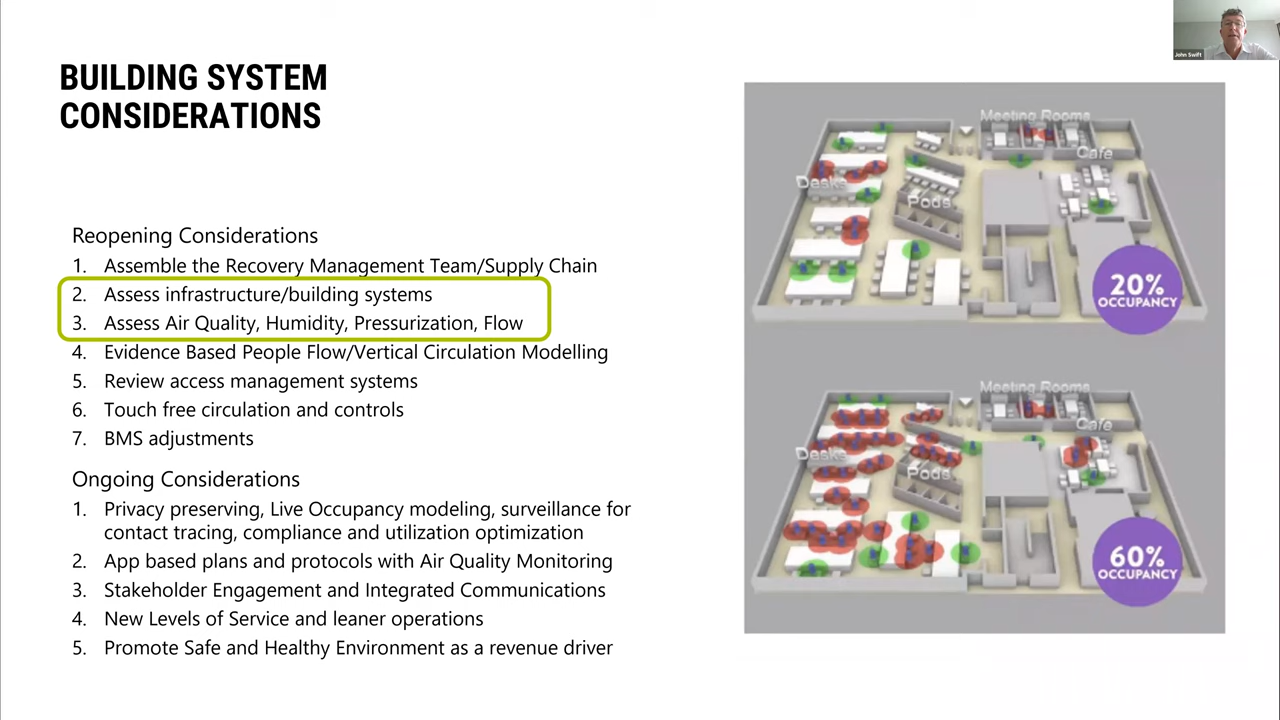 John Swift
BUILDING SYSTEM
CONSIDERATIONS
Reopening Considerations
1. Assemble the Recovery Management Team/Supply Chain
2. Assess infrastructure/building systems
3. Assess Air Quality, Humidity, Pressurization, Flow
4. Evidence Based People Flow/Vertical Circulation Modelling
5. Review access management systems
6. Touch free circulation and controls
7. BMS adjustments
Ongoing Considerations
1. Privacy preserving, Live Occupancy modeling, surveillance for
contact tracing, compliance and utilization optimization
2. App based plans and protocols with Air Quality Monitoring
3. Stakeholder Engagement and Integrated Communications
4. New Levels of Service and leaner operations
5. Promote Safe and Healthy Environment as a revenue driver
Meeting Rooms
Cafe
Desks
Pods
20%
OCCUPANCY
Meeting Rooms
Cafe
Desks
Pods
60%
OCCUPANCY